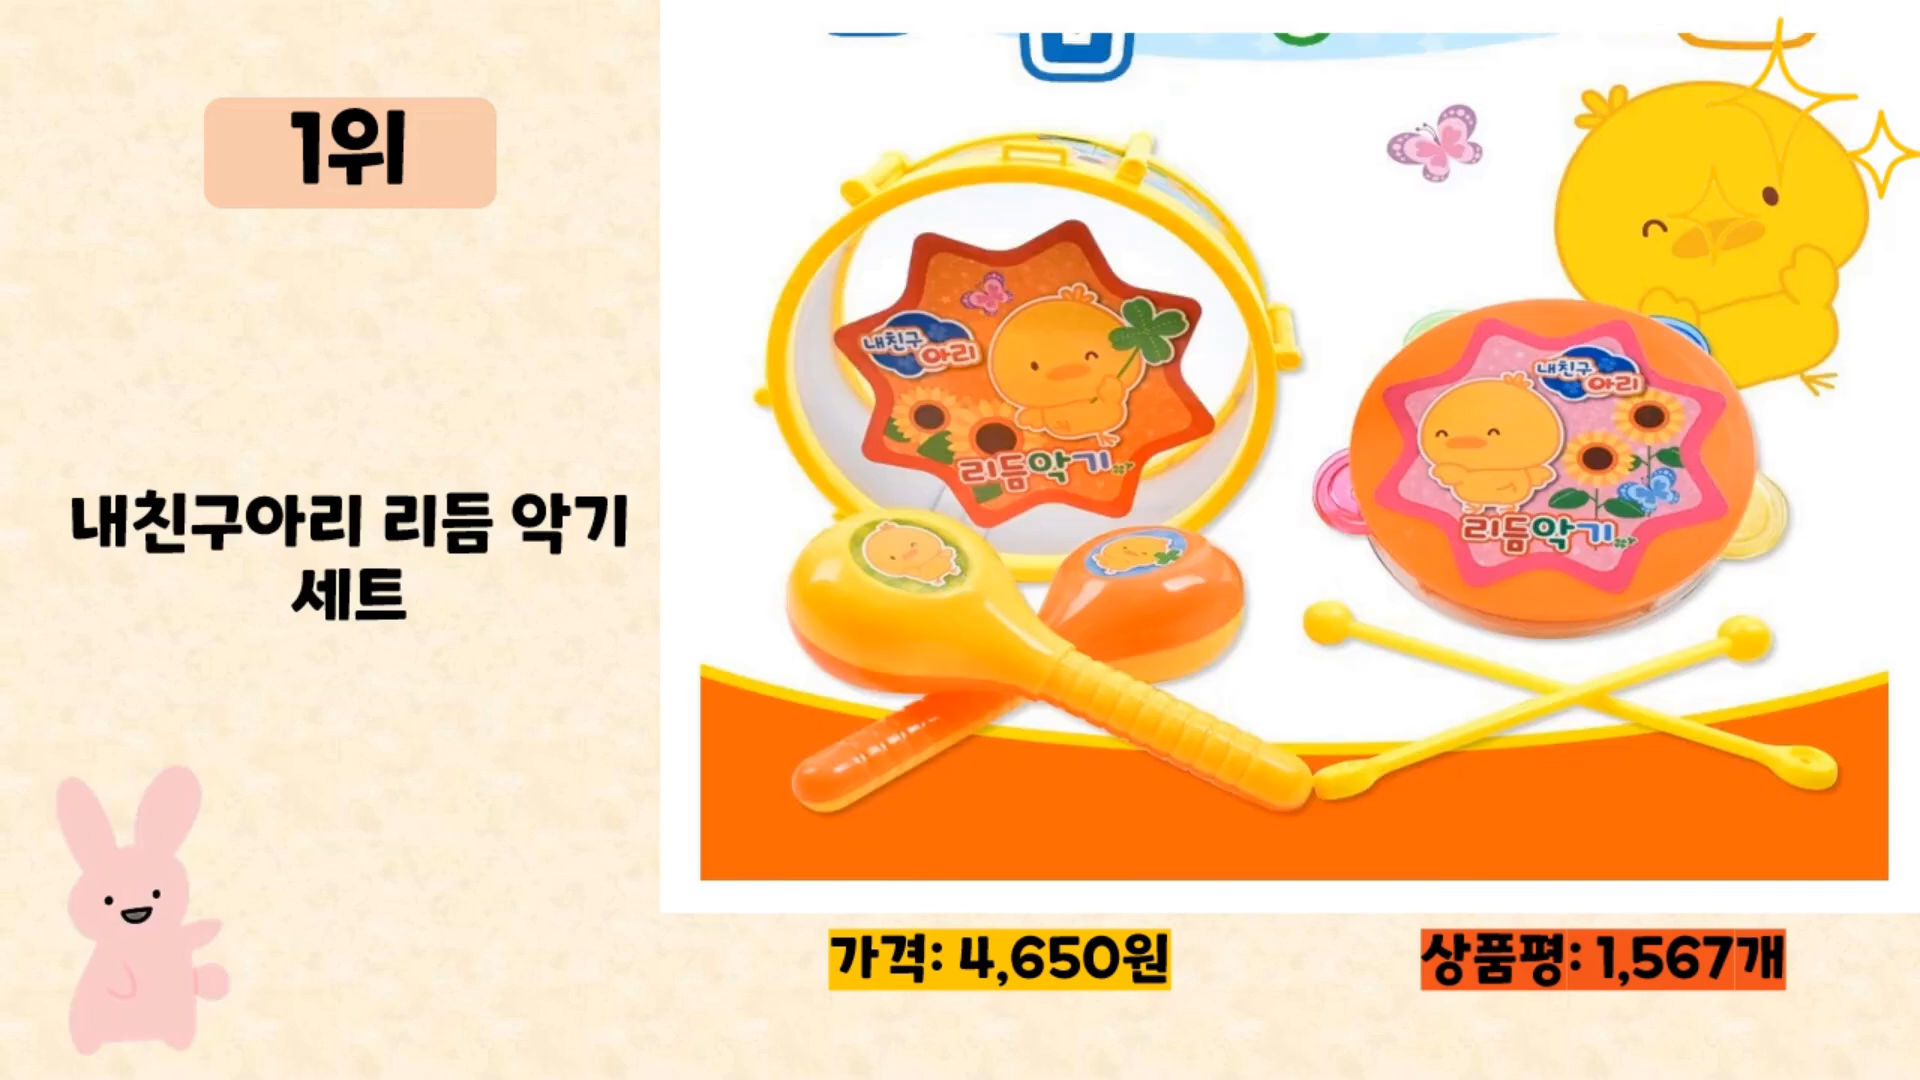 1위
내친구아리 리듬 악기
세트
내친구
아리
리듬악기
내친구
아리
리듬악기
가격: 4,650원
상품평: 1,567개